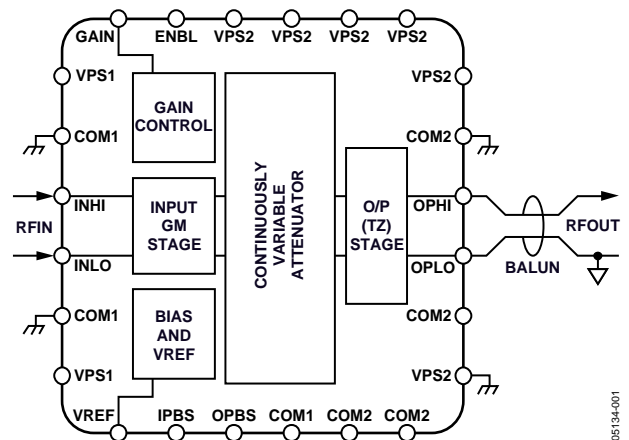 GAIN ENBL VPS2 VPS2 VPS2 VPS2
VPS1
VPS2
GAIN
CONTROL
COM1
COM2
RFIN
INHI
INLO
INPUT
GM
STAGE
CONTINUOUSLY
VARIABLE
ATTENUATOR
O/P
(TZ)
STAGE
OPHI
OPLO
BALUN
RFOUT
COM1
COM2
BIAS
AND
VREF
VPS1
VPS2
VREF IPBS OPBS COM1 COM2 COM2
05134-001